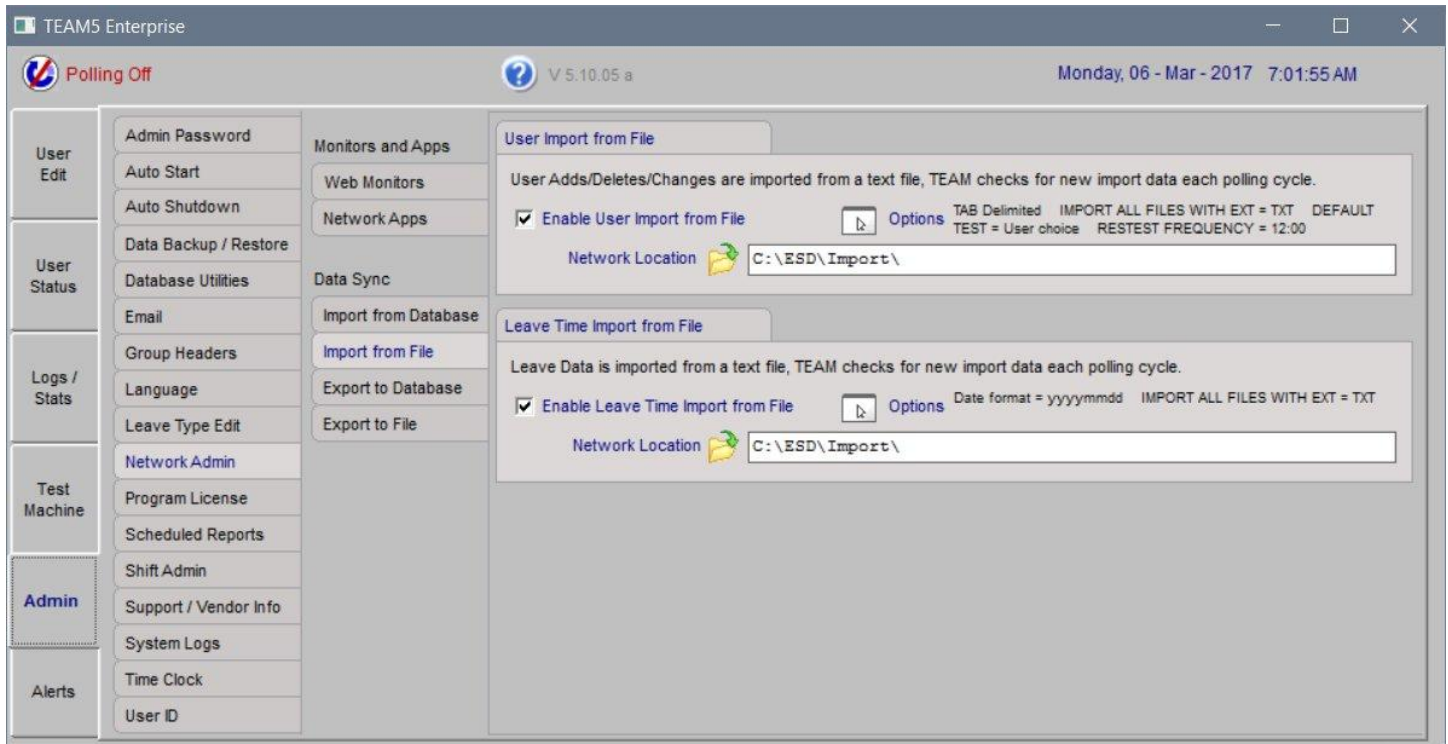 TEAM5 Enterprise
Polling Off
V 5.10.05 a
Monday, 06 - Mar - 2017 7:01:55 AM
User
Edit
User
Status
Logs /
Stats
Test
Machine
Admin
Alerts
Admin Password
Auto Start
Auto Shutdown
Data Backup / Restore
Database Utilities
Email
Group Headers
Language
Leave Type Edit
Network Admin
Program License
Scheduled Reports
Shift Admin
Support / Vendor Info
System Logs
Time Clock
User ID
Monitors and Apps
Web Monitors
Network Apps
Data Sync
Import from Database
Import from File
Export to Database
Export to File
User Import from File
User Adds/Deletes/Changes are imported from a text file, TEAM checks for new import data each polling cycle.
Enable User Import from File
Options
TAB Delimited IMPORT ALL FILES WITH EXT = TXT DEFAULT
TEST = User choice RESTEST FREQUENCY = 12:00
Network Location
C:\ESD\Import\
Leave Time Import from File
Leave Data is imported from a text file, TEAM checks for new import data each polling cycle.
Enable Leave Time Import from File
Options
Date format = yyyymmdd IMPORT ALL FILES WITH EXT = TXT
Network Location
C:\ESD\Import\